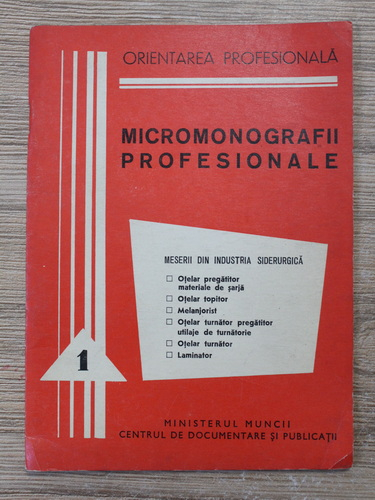 ORIENTAREA PROFESIONALĂ
MICROMONOGRAFII
PROFESIONALE
MESERII DIN INDUSTRIA SIDERURGICĂ
Oțelar pregătitor
materiale de șarjă
Oțelar topitor
Melanjorist
Oțelar turnător pregătitor
utilaje de turnătorie
Oțelar turnător
Laminator
1
MINISTERUL MUNCII
CENTRUL DE DOCUMENTARE ȘI PUBLICAȚII